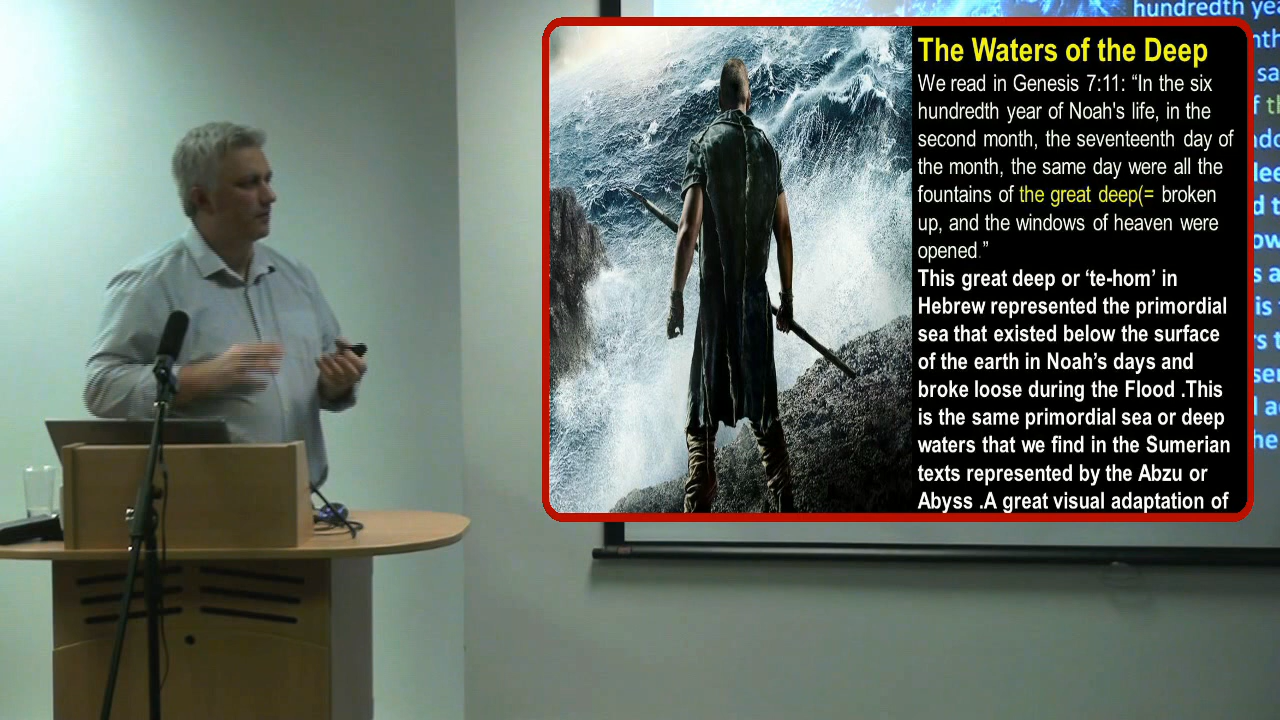 The Waters of the Deep
We read in Genesis 7:11: “In the six
hundredth year of Noah's life, in the
second month, the seventeenth day of
the month, the same day were all the
fountains of the great deep(= broken
up, and the windows of heaven were
opened.”
This great deep or ‘te-hom’ in
Hebrew represented the primordial
sea that existed below the surface
of the earth in Noah’s days and
broke loose during the Flood .This
is the same primordial sea or deep
waters that we find in the Sumerian
texts represented by the Abzu or
Abyss .A great visual adaptation of
hundredth